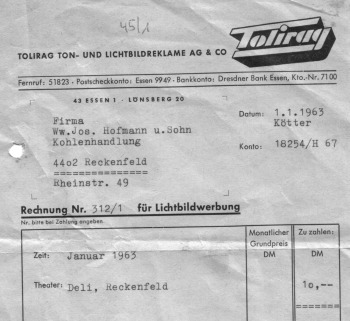 45/1
Tolirag
TOLIRAG TON- UND LICHTBILDREKLAME AG & CO
Fernruf: 51823 · Postscheckkonto: Essen 9949 · Bankkonto: Dresdner Bank Essen, Kto.-Nr. 7100
43 ESSEN 1 · LÖNSBERG 20
Firma
Ww.Jos. Hofmann u.Sohn
Kohlenhandlung
44o2 Reckenfeld
===============
Rheinstr. 49
Datum: 1.1.1963
Kötter
Konto: 18254/H 67
Rechnung Nr. 312/1 für Lichtbildwerbung
Nr. bitte bei Zahlung angeben
Monatlicher Grundpreis DM
Zu zahlen: DM
Zeit: Januar 1963
Theater: Deli, Reckenfeld 1o,--
=======